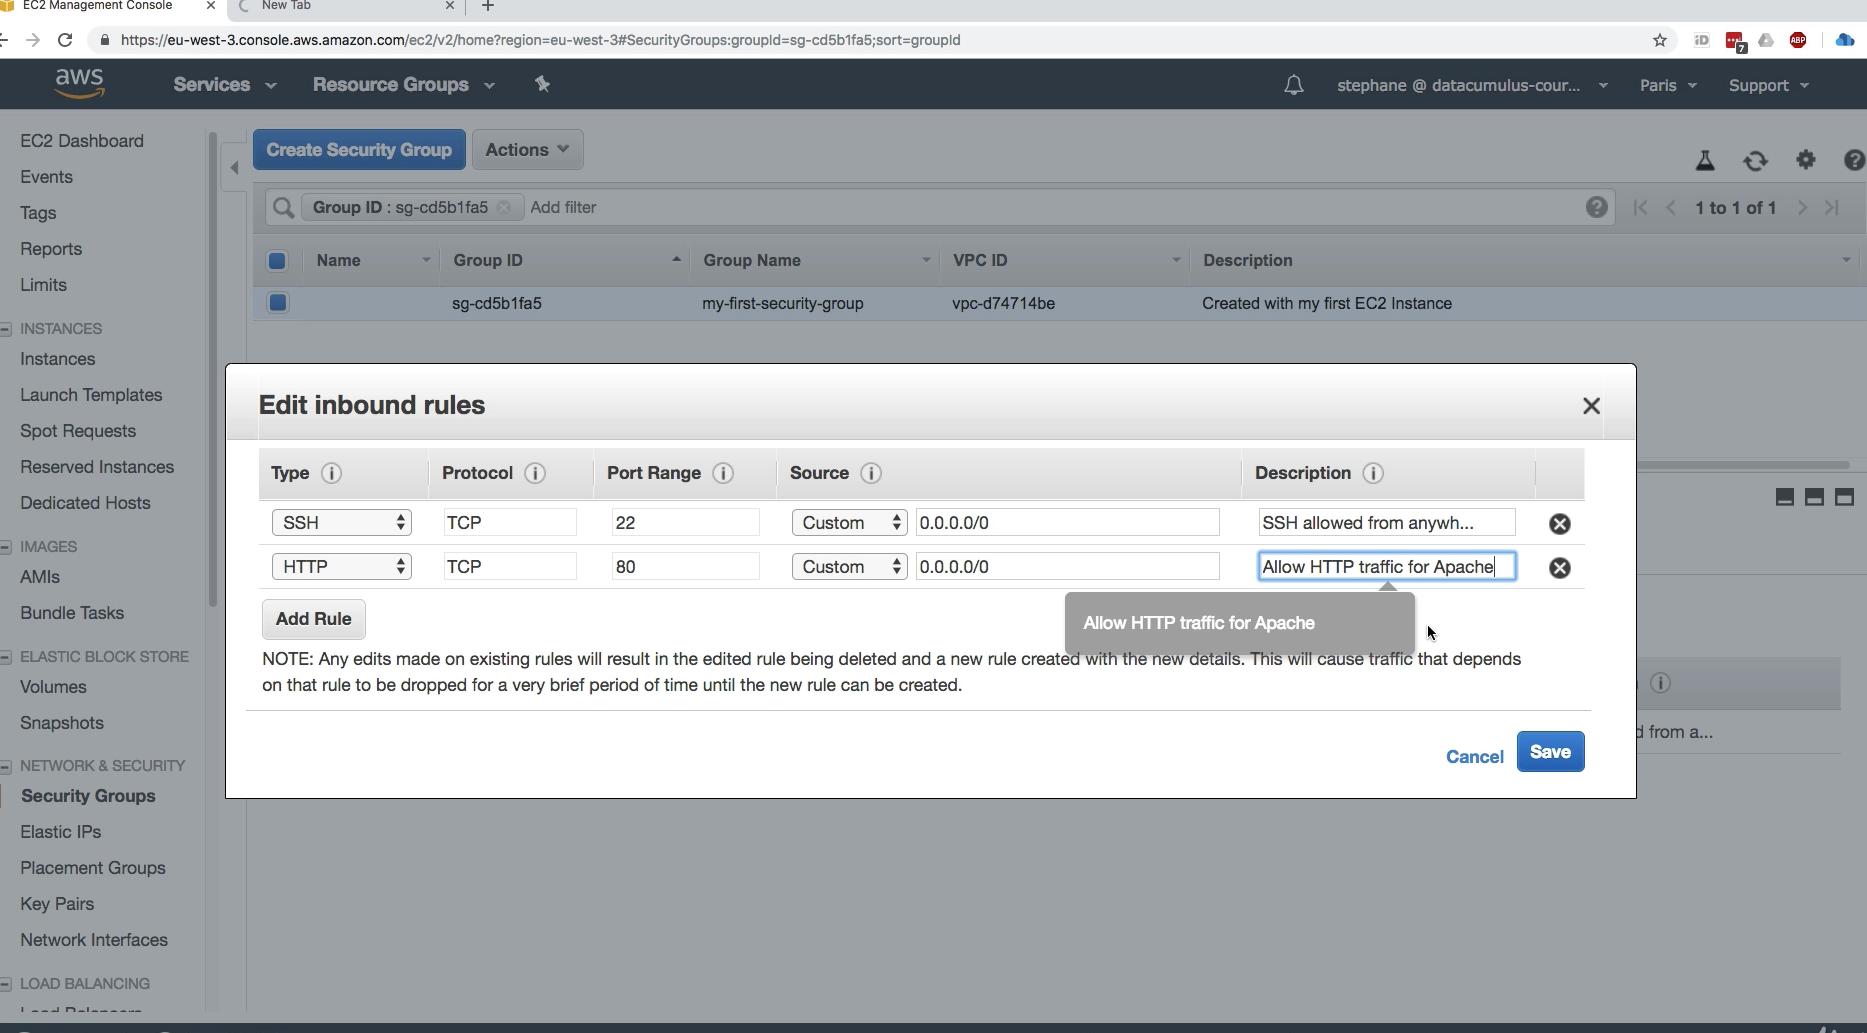 EC2 Management Console
New Tab
https://eu-west-3.console.aws.amazon.com/ec2/v2/home?region=eu-west-3#SecurityGroups:groupId=sg-cd5b1fa5;sort=groupId
iD
7
ABP
aws
Services
Resource Groups
stephane @ datacumulus-cour...
Paris
Support
EC2 Dashboard
Events
Tags
Reports
Limits
INSTANCES
Instances
Launch Templates
Spot Requests
Reserved Instances
Dedicated Hosts
IMAGES
AMIs
Bundle Tasks
ELASTIC BLOCK STORE
Volumes
Snapshots
NETWORK & SECURITY
Security Groups
Elastic IPs
Placement Groups
Key Pairs
Network Interfaces
LOAD BALANCING
Create Security Group
Actions
Group ID : sg-cd5b1fa5
Add filter
1 to 1 of 1
Name Group ID Group Name VPC ID Description
sg-cd5b1fa5 my-first-security-group vpc-d74714be Created with my first EC2 Instance
Edit inbound rules
Type Protocol Port Range Source Description
SSH TCP 22 Custom 0.0.0.0/0 SSH allowed from anywh...
HTTP TCP 80 Custom 0.0.0.0/0 Allow HTTP traffic for Apache
Add Rule
Allow HTTP traffic for Apache
NOTE: Any edits made on existing rules will result in the edited rule being deleted and a new rule created with the new details. This will cause traffic that depends
on that rule to be dropped for a very brief period of time until the new rule can be created.
Cancel
Save
d from a...